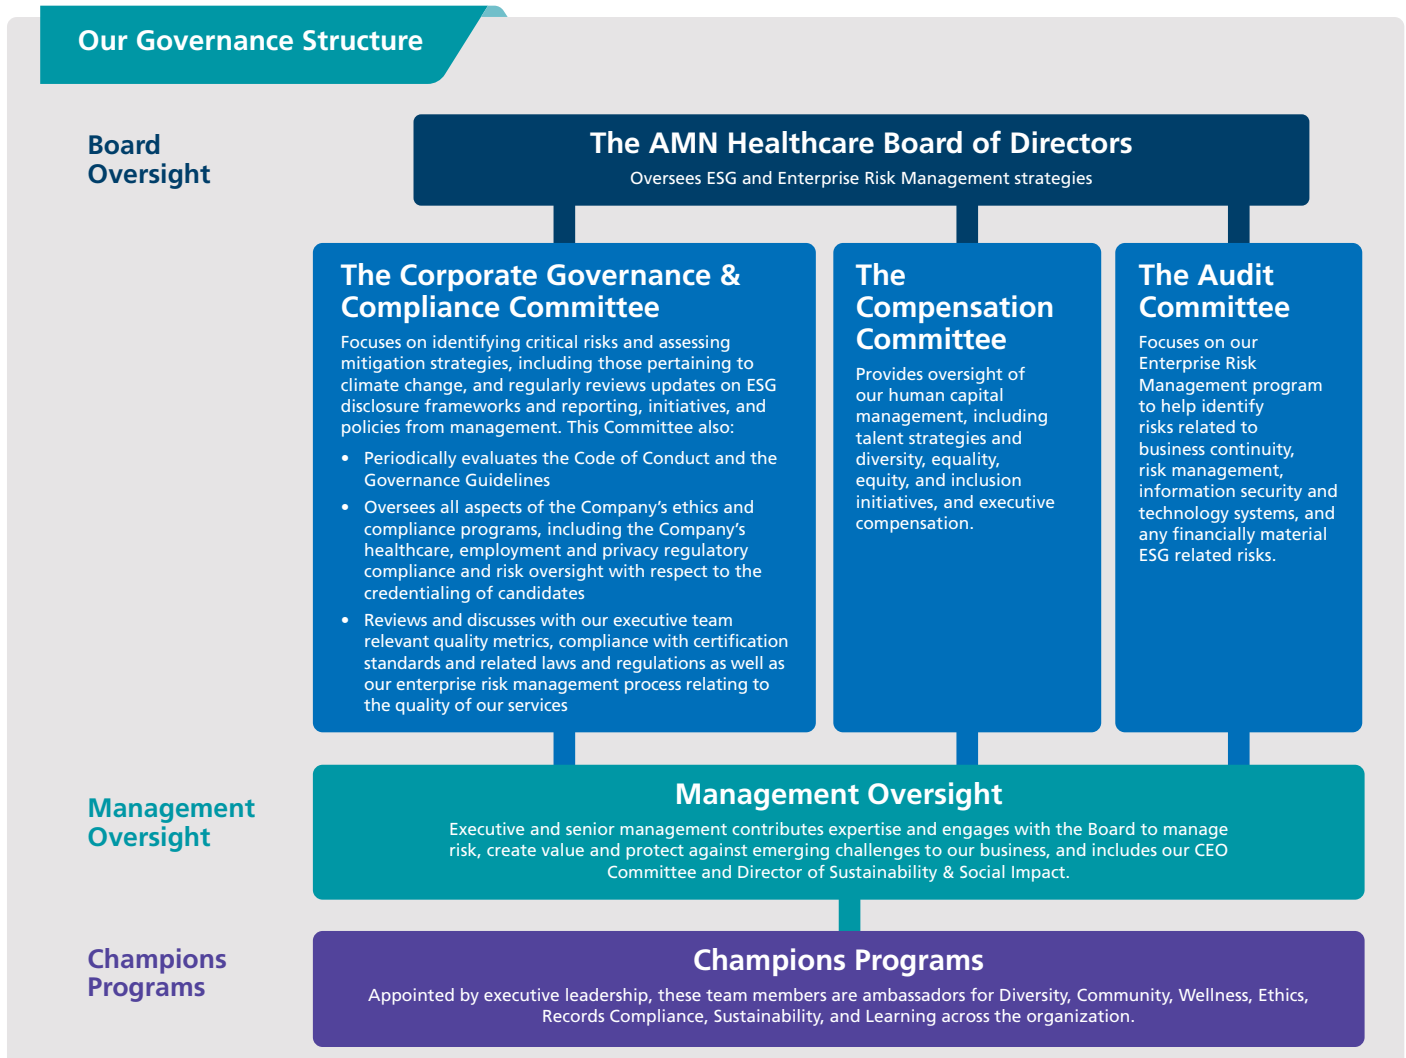 Our Governance Structure
Board
Oversight
The AMN Healthcare Board of Directors
Oversees ESG and Enterprise Risk Management strategies
The Corporate Governance &
Compliance Committee
Focuses on identifying critical risks and assessing
mitigation strategies, including those pertaining to
climate change, and regularly reviews updates on ESG
disclosure frameworks and reporting, initiatives, and
policies from management. This Committee also:
• Periodically evaluates the Code of Conduct and the
Governance Guidelines
• Oversees all aspects of the Company’s ethics and
compliance programs, including the Company’s
healthcare, employment and privacy regulatory
compliance and risk oversight with respect to the
credentialing of candidates
• Reviews and discusses with our executive team
relevant quality metrics, compliance with certification
standards and related laws and regulations as well as
our enterprise risk management process relating to
the quality of our services
The
Compensation
Committee
Provides oversight of
our human capital
management, including
talent strategies and
diversity, equality,
equity, and inclusion
initiatives, and executive
compensation.
The Audit
Committee
Focuses on our
Enterprise Risk
Management program
to help identify
risks related to
business continuity,
risk management,
information security and
technology systems, and
any financially material
ESG related risks.
Management
Oversight
Management Oversight
Executive and senior management contributes expertise and engages with the Board to manage
risk, create value and protect against emerging challenges to our business, and includes our CEO
Committee and Director of Sustainability & Social Impact.
Champions
Programs
Champions Programs
Appointed by executive leadership, these team members are ambassadors for Diversity, Community, Wellness, Ethics,
Records Compliance, Sustainability, and Learning across the organization.